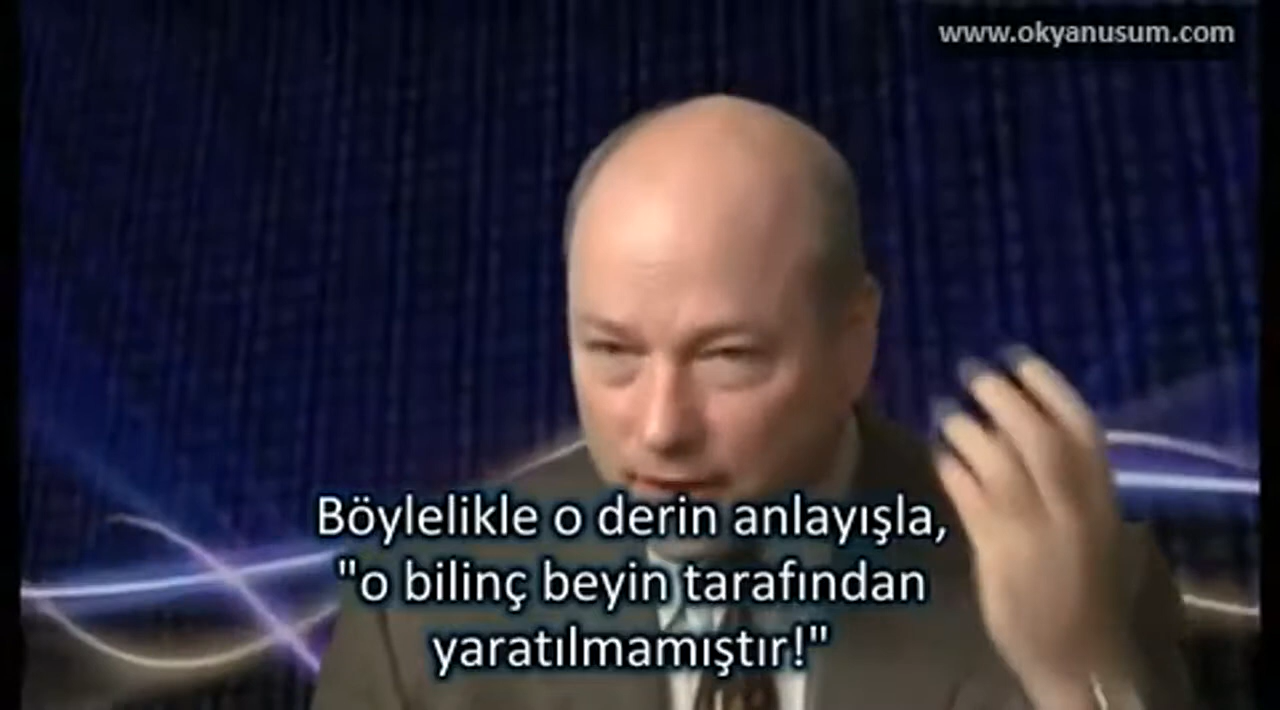 www.okyanusum.com
Böylelikle o derin anlayışla,
"o bilinç beyin tarafından
yaratılmamıştır!"